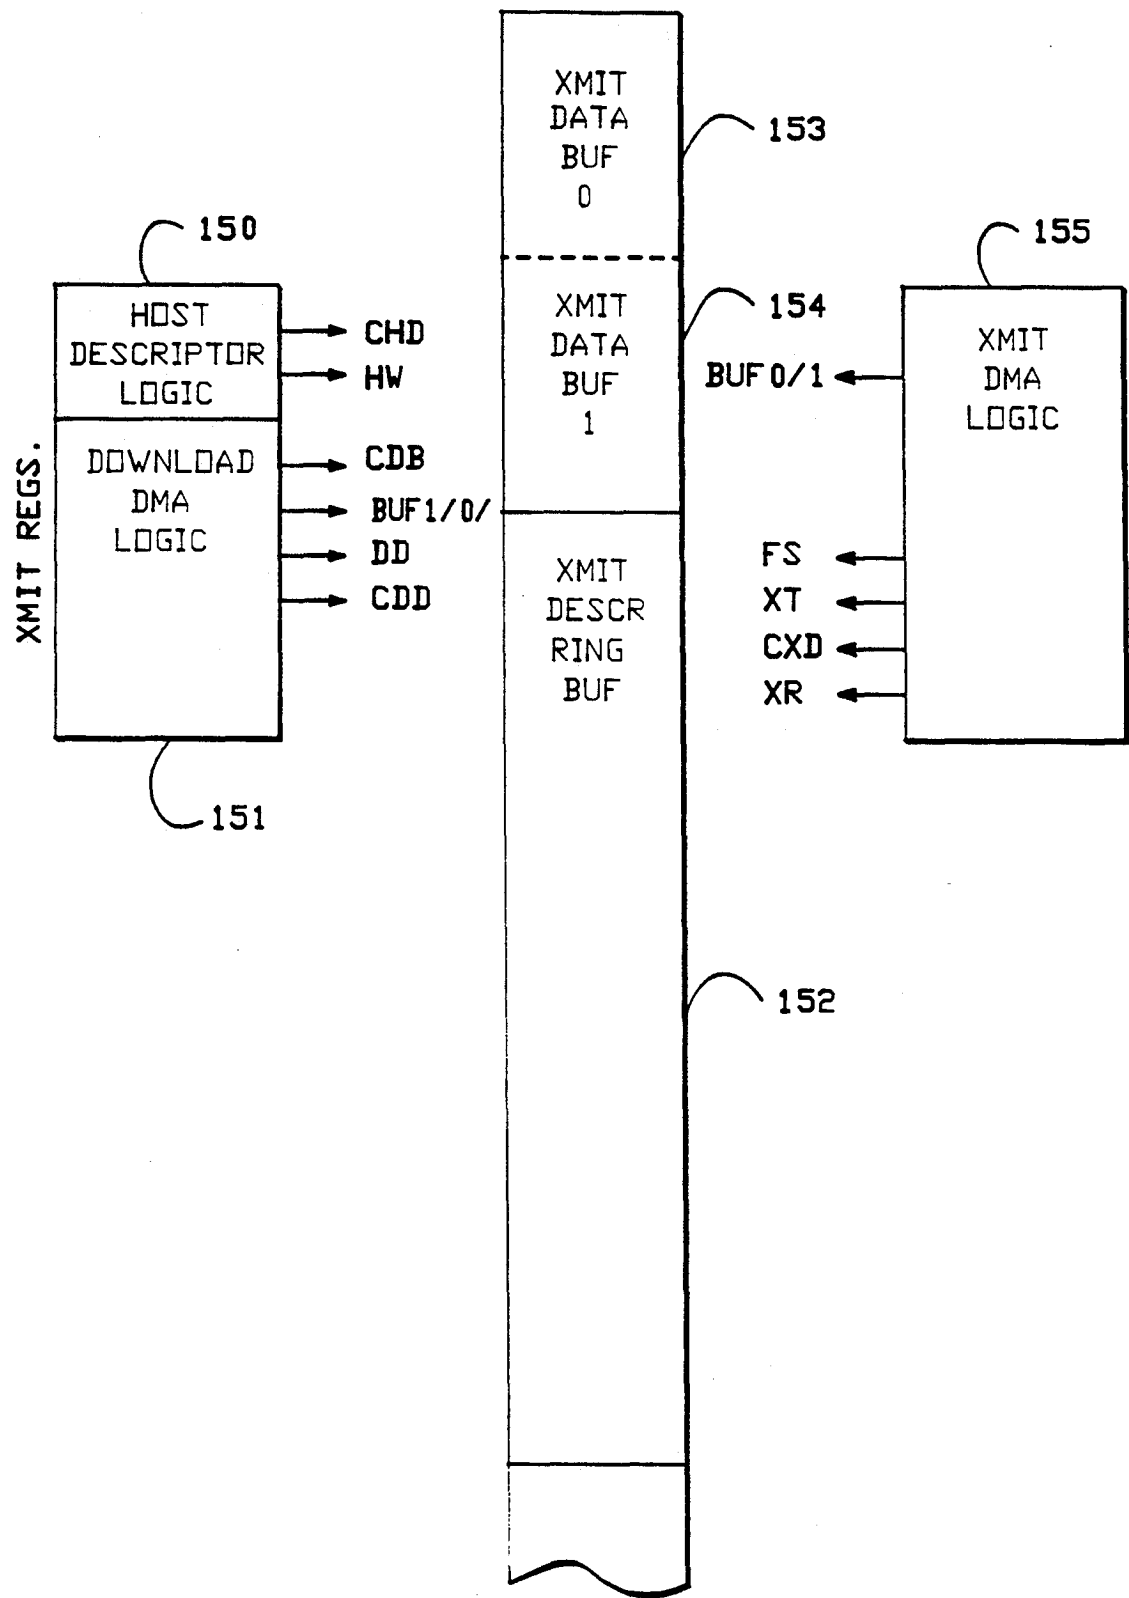 XMIT
DATA
BUF
0
153
150
155
HOST
DESCRIPTOR
LOGIC
CHD
HW
XMIT
DATA
BUF
1
154
BUF 0/1
XMIT
DMA
LOGIC
XMIT REGS.
DOWNLOAD
DMA
LOGIC
CDB
BUF1/0/
DD
CDD
XMIT
DESCR
RING
BUF
FS
XT
CXD
XR
151
152